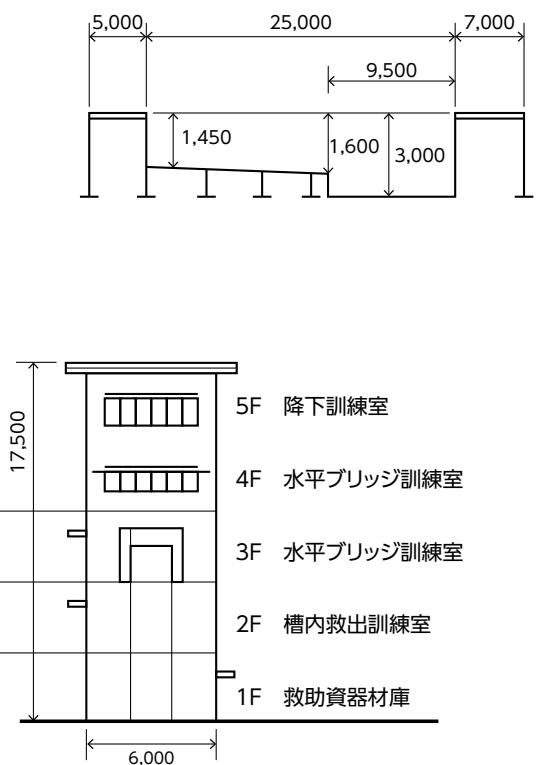 5,000
25,000
7,000
9,500
1,450
1,600
3,000
17,500
5F 降下訓練室
4F 水平ブリッジ訓練室
3F 水平ブリッジ訓練室
2F 槽内救出訓練室
1F 救助資器材庫
6,000